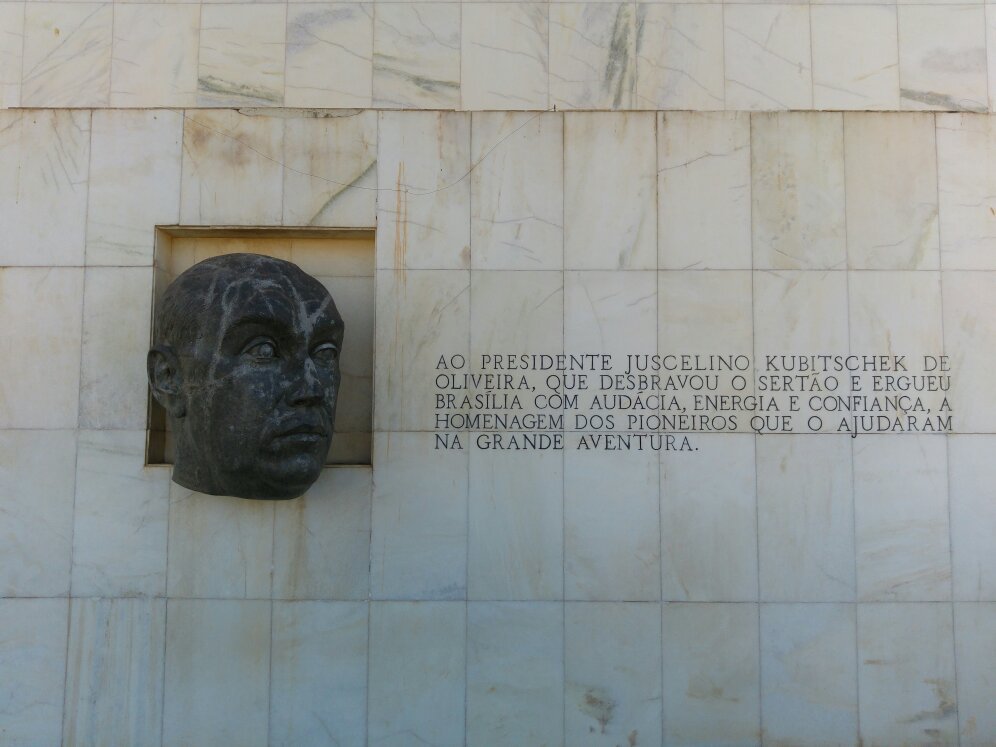 AO PRESIDENTE JUSCELINO KUBITSCHEK DE
OLIVEIRA, QUE DESBRAVOU O SERTÃO E ERGUEU
BRASÍLIA COM AUDÁCIA, ENERGIA E CONFIANÇA, A
HOMENAGEM DOS PIONEIROS QUE O AJUDARAM
NA GRANDE AVENTURA.